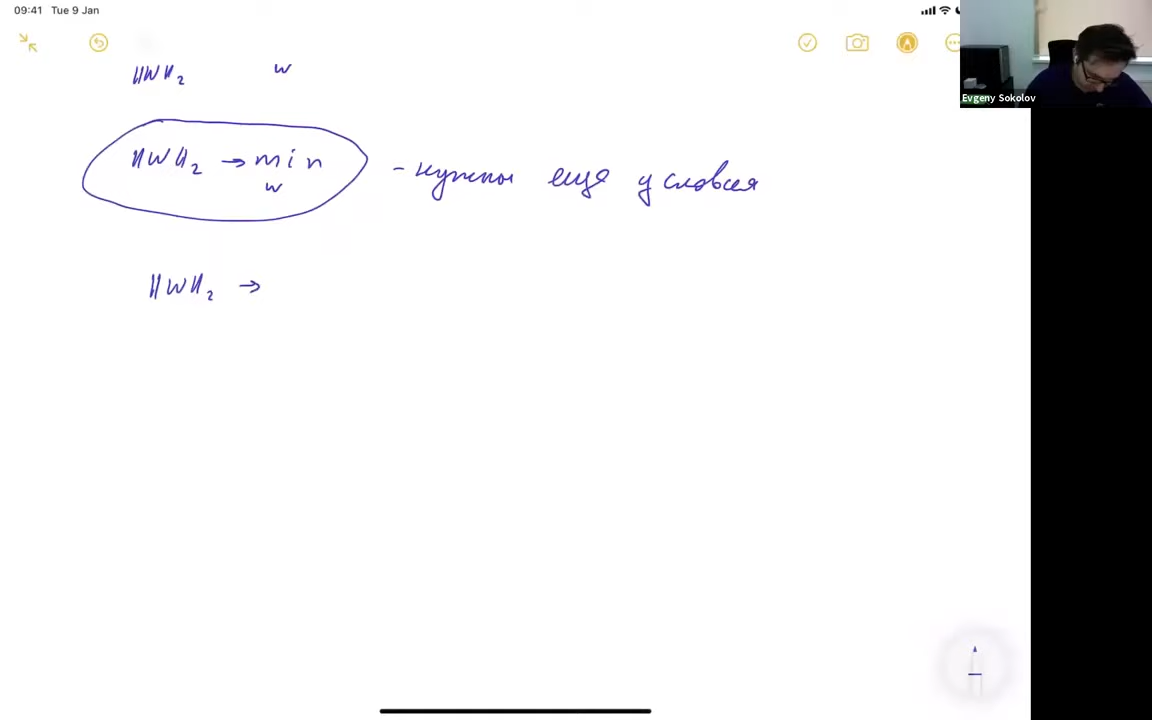 09:41 Tue 9 Jan
Evgeny Sokolov
||w||₂ w
||w||₂ → min - нужны еще условия
w
||w||₂ →